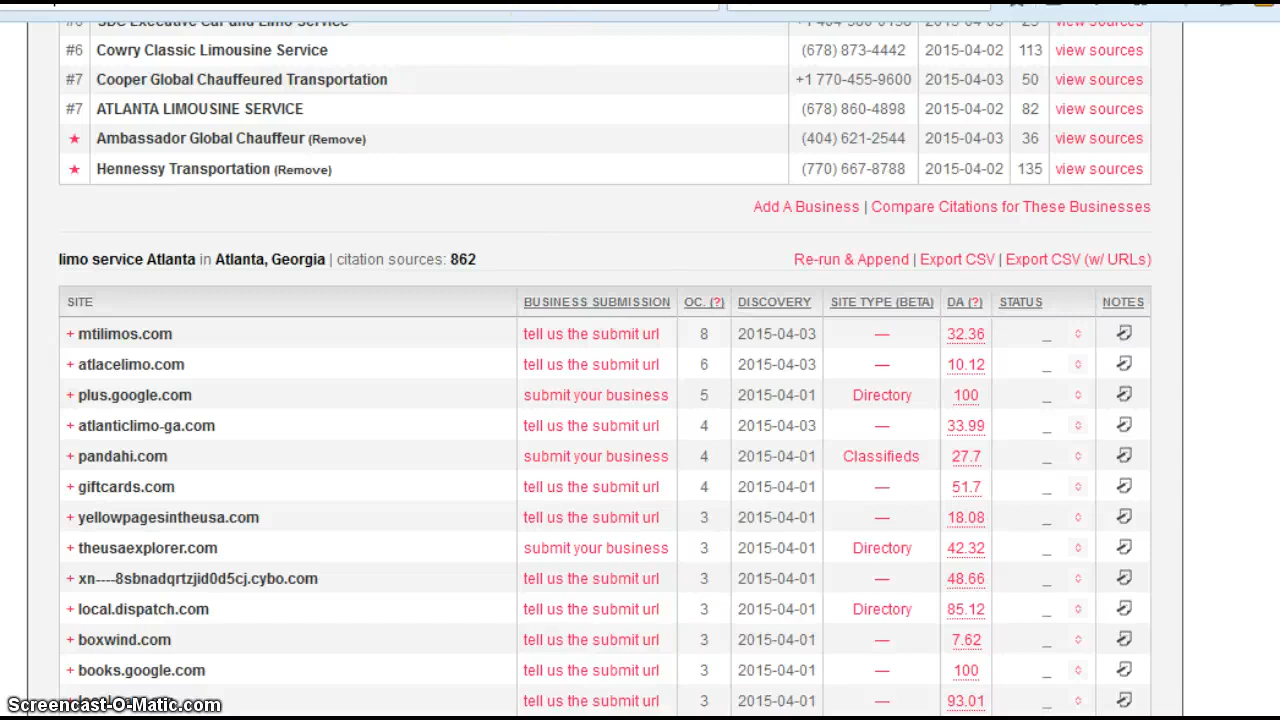 #6 SDC Executive Car and Limo Service 2015-04-03 view sources
#6 Cowry Classic Limousine Service (678) 873-4442 2015-04-02 113 view sources
#7 Cooper Global Chauffeured Transportation +1 770-455-9600 2015-04-03 50 view sources
#7 ATLANTA LIMOUSINE SERVICE (678) 860-4898 2015-04-02 82 view sources
★ Ambassador Global Chauffeur (Remove) (404) 621-2544 2015-04-03 36 view sources
★ Hennessy Transportation (Remove) (770) 667-8788 2015-04-02 135 view sources
Add A Business | Compare Citations for These Businesses
limo service Atlanta in Atlanta, Georgia | citation sources: 862 Re-run & Append | Export CSV | Export CSV (w/ URLs)
SITE BUSINESS SUBMISSION OC. (?) DISCOVERY SITE TYPE (BETA) DA (?) STATUS NOTES
+ mtilimos.com tell us the submit url 8 2015-04-03 — 32.36 _
+ atlacelimo.com tell us the submit url 6 2015-04-03 — 10.12 _
+ plus.google.com submit your business 5 2015-04-01 Directory 100 _
+ atlanticlimo-ga.com tell us the submit url 4 2015-04-03 — 33.99 _
+ pandahi.com submit your business 4 2015-04-01 Classifieds 27.7 _
+ giftcards.com tell us the submit url 4 2015-04-01 — 51.7 _
+ yellowpagesintheusa.com tell us the submit url 3 2015-04-01 — 18.08 _
+ theusaexplorer.com submit your business 3 2015-04-01 Directory 42.32 _
+ xn----8sbnadqrtzjid0d5cj.cybo.com tell us the submit url 3 2015-04-01 — 48.66 _
+ local.dispatch.com tell us the submit url 3 2015-04-01 Directory 85.12 _
+ boxwind.com tell us the submit url 3 2015-04-01 — 7.62 _
+ books.google.com tell us the submit url 3 2015-04-01 — 100 _
tell us the submit url 3 2015-04-01 — 93.01 _
Screencast-O-Matic.com